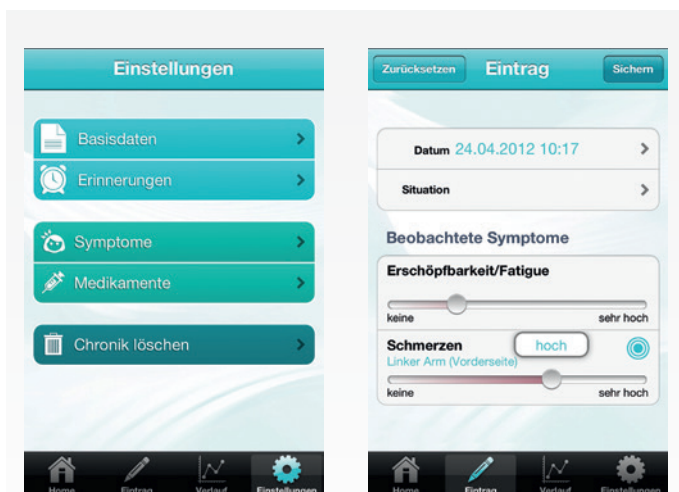 Einstellungen
Basisdaten
Erinnerungen
Symptome
Medikamente
Chronik löschen
Home Eintrag Verlauf Einstellungen
Zurücksetzen Eintrag Sichern
Datum 24.04.2012 10:17
Situation
Beobachtete Symptome
Erschöpfbarkeit/Fatigue
keine sehr hoch
Schmerzen hoch
Linker Arm (Vorderseite)
keine sehr hoch
Home Eintrag Verlauf Einstellungen